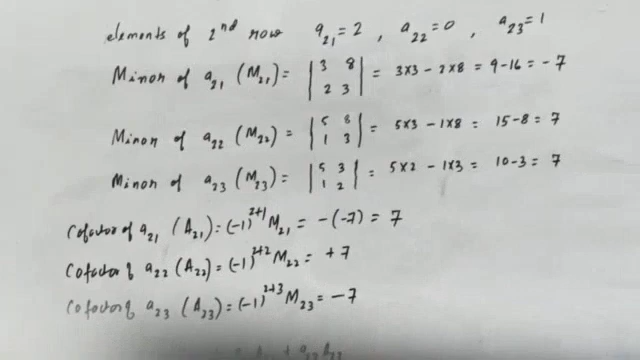 elements of 2nd row a21=2 , a22=0 , a23=1
Minor of a21 (M21) = |3 8; 2 3| = 3x3 - 2x8 = 9-16 = -7
Minor of a22 (M22) = |5 8; 1 3| = 5x3 - 1x8 = 15-8 = 7
Minor of a23 (M23) = |5 3; 1 2| = 5x2 - 1x3 = 10-3 = 7
Cofactor of a21 (A21) = (-1)^2+1 M21 = -(-7) = 7
Cofactor of a22 (A22) = (-1)^2+2 M22 = +7
Cofactor of a23 (A23) = (-1)^2+3 M23 = -7